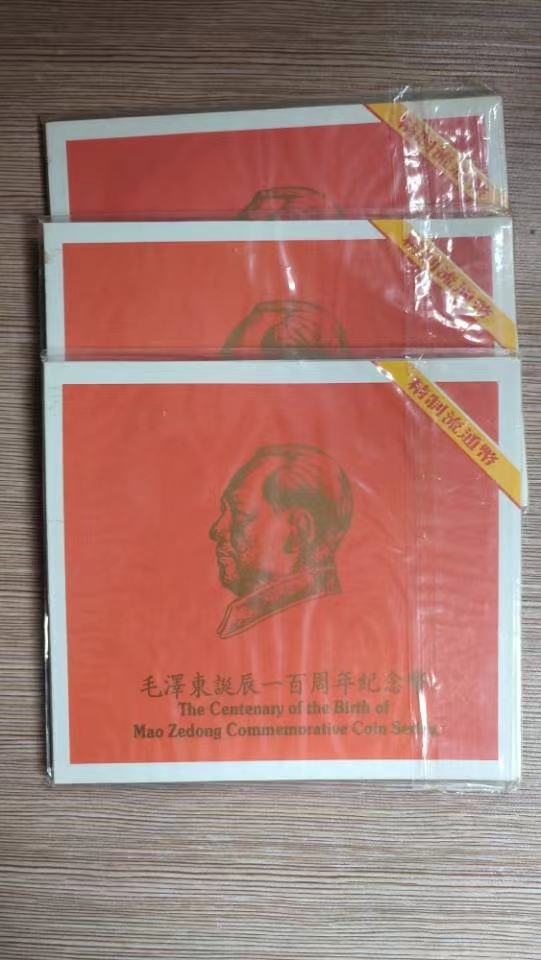 精制流通幣
毛澤東誕辰一百周年紀念幣
The Centenary of the Birth of
Mao Zedong Commemorative Coin Series